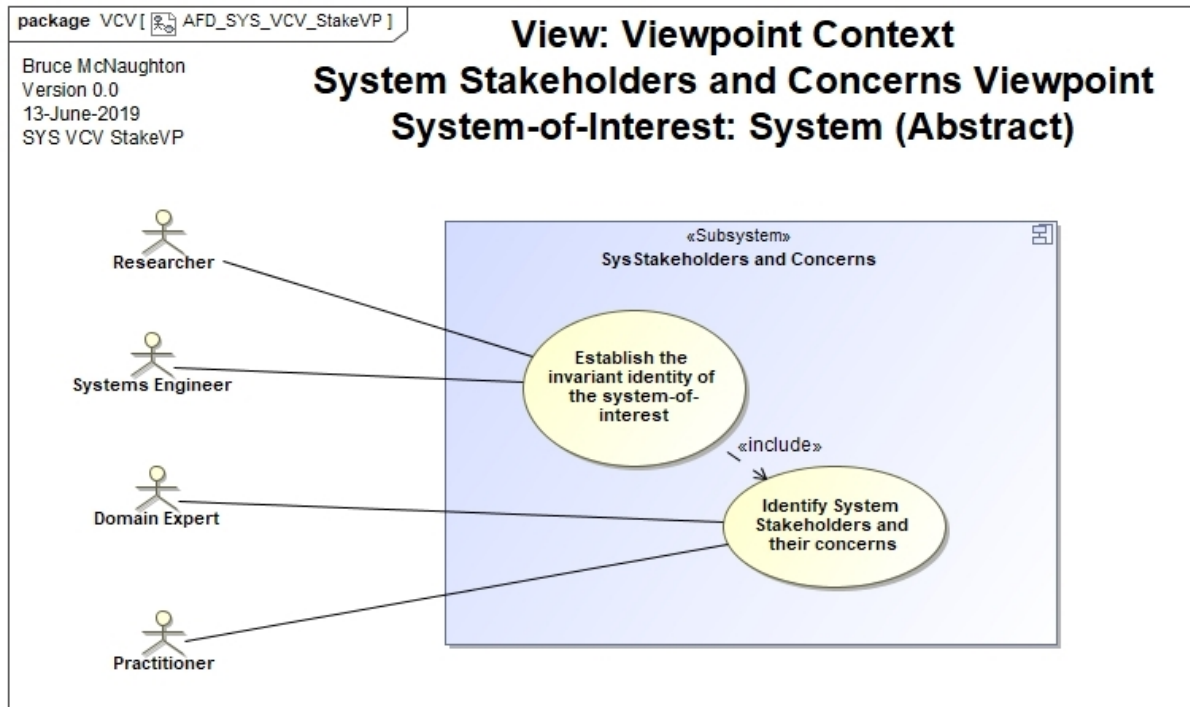 package VCV [ AFD_SYS_VCV_StakeVP ]
View: Viewpoint Context
System Stakeholders and Concerns Viewpoint
System-of-Interest: System (Abstract)
Bruce McNaughton
Version 0.0
13-June-2019
SYS VCV StakeVP
«Subsystem»
SysStakeholders and Concerns
Researcher
Systems Engineer
Domain Expert
Practitioner
Establish the
invariant identity of
the system-of-
interest
«include»
Identify System
Stakeholders and
their concerns